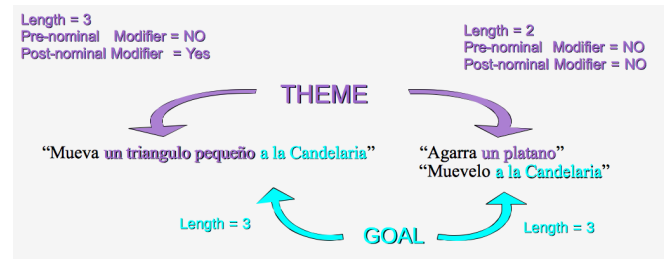 Length = 3
Pre-nominal Modifier = NO
Post-nominal Modifier = Yes
Length = 2
Pre-nominal Modifier = NO
Post-nominal Modifier = NO
THEME
“Mueva un triangulo pequeño a la Candelaria”
“Agarra un platano”
“Muevelo a la Candelaria”
Length = 3
GOAL
Length = 3